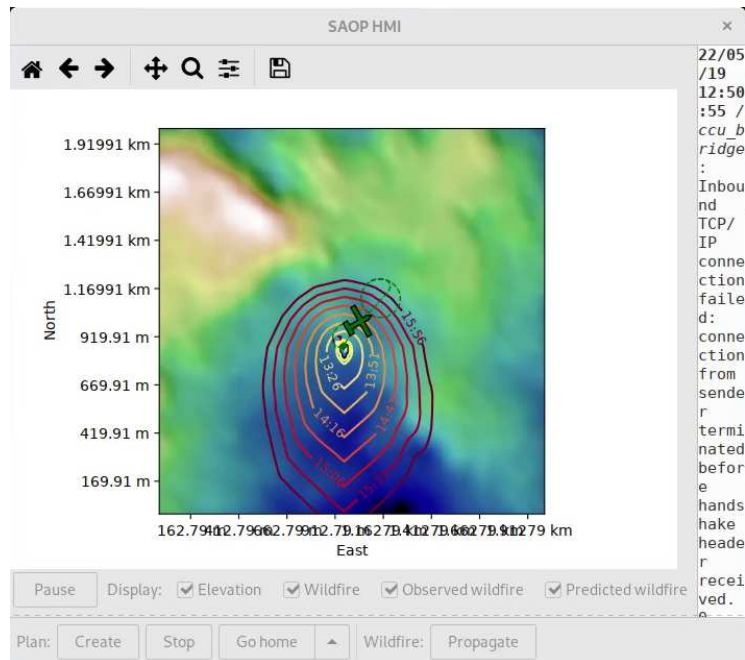 SAOP HMI
×
22/05
/19
12:50
:55 /
ccu_b
ridge
:
Inbou
nd
TCP/
IP
conne
ction
faile
d:
conne
ction
from
sende
r
termi
nated
befor
e
hands
hake
heade
r
recei
ved.
1.91991 km
1.66991 km
1.41991 km
1.16991 km
919.91 m
669.91 m
419.91 m
169.91 m
North
15:56
13:26
13:51
14:16
162.79
East
Pause Display: Elevation Wildfire Observed wildfire Predicted wildfire
Plan: Create Stop Go home Wildfire: Propagate